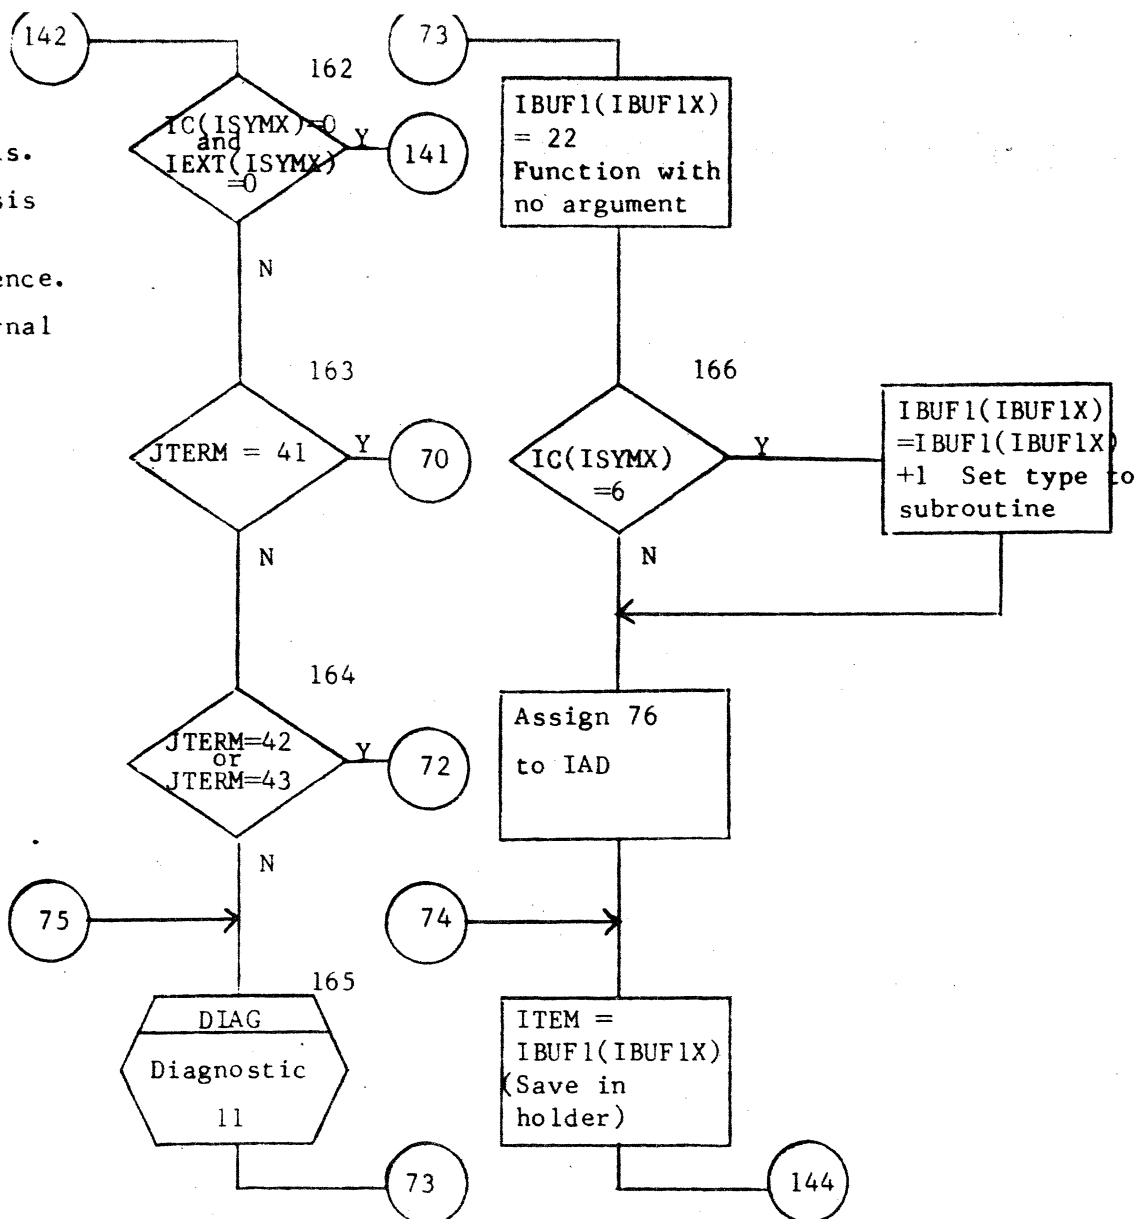 142
162
IC(ISYMX)=0
and
IEXT(ISYMX)
=0
Y
141
N
s.
sis
ence.
rnal
163
JTERM = 41
Y
70
N
164
JTERM=42
or
JTERM=43
Y
72
N
75
165
DIAG
Diagnostic
11
73
73
IBUF1(IBUF1X)
= 22
Function with
no argument
166
IC(ISYMX)
=6
Y
N
IBUF1(IBUF1X)
=IBUF1(IBUF1X)
+1 Set type to
subroutine
Assign 76
to IAD
74
ITEM =
IBUF1(IBUF1X)
(Save in
holder)
144